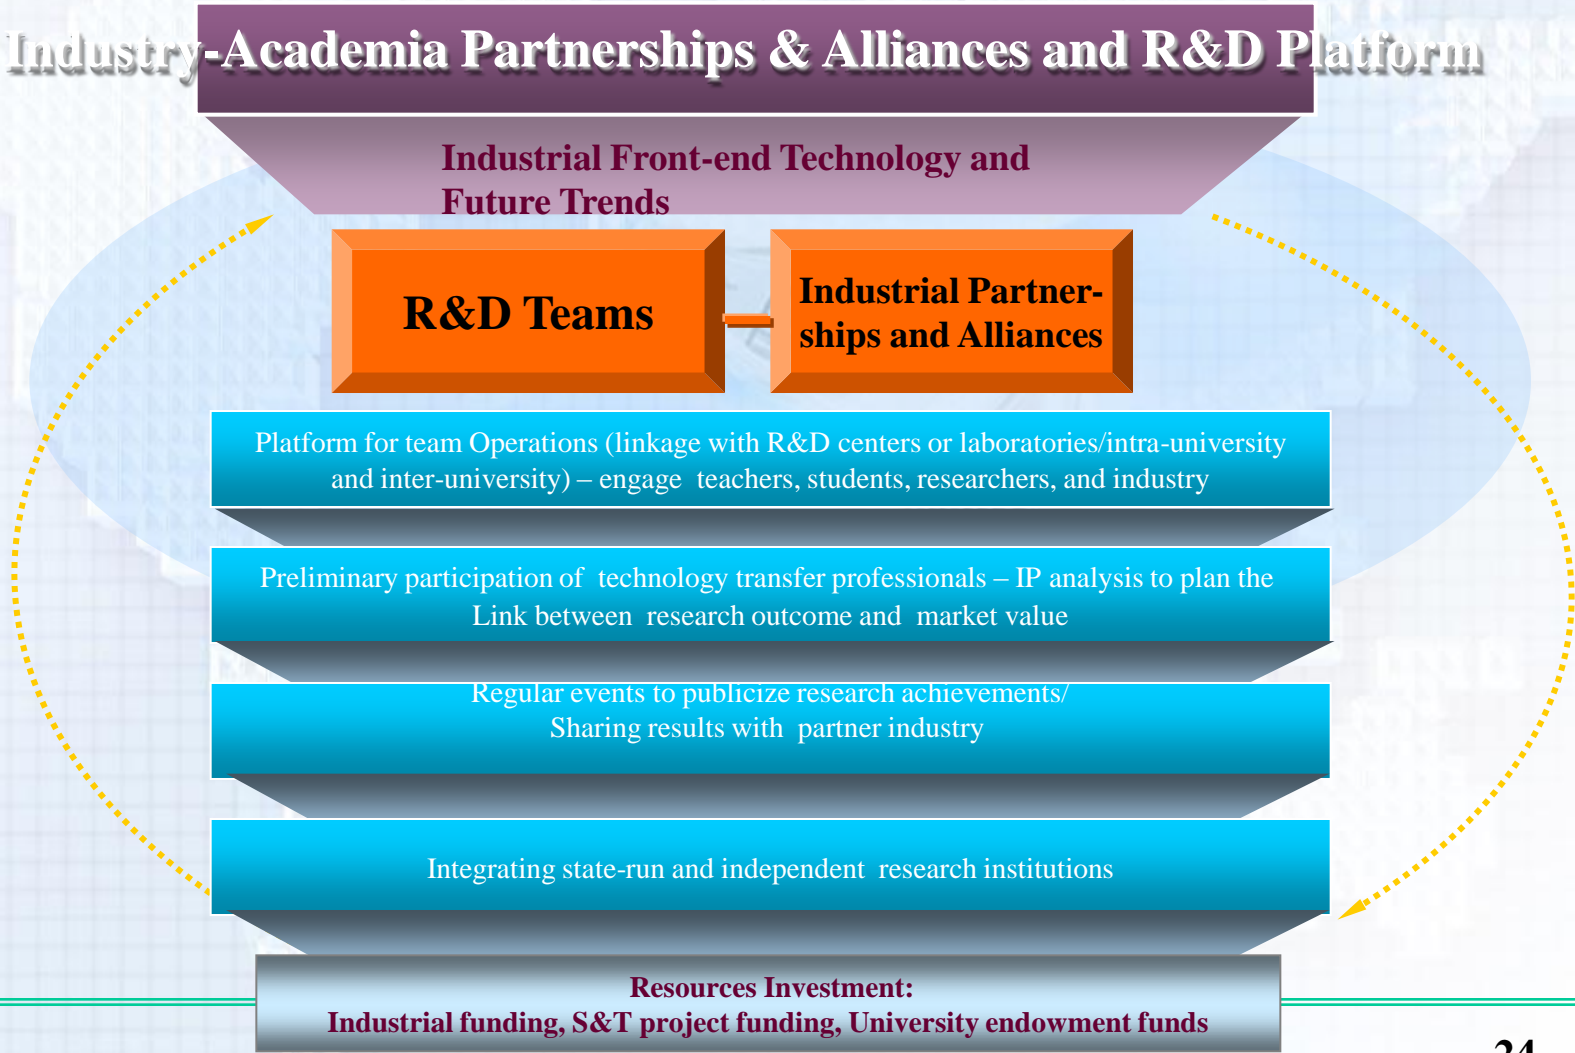 Industry-Academia Partnerships & Alliances and R&D Platform
Industrial Front-end Technology and
Future Trends
R&D Teams
Industrial Partner-
ships and Alliances
Platform for team Operations (linkage with R&D centers or laboratories/intra-university
and inter-university) – engage teachers, students, researchers, and industry
Preliminary participation of technology transfer professionals – IP analysis to plan the
Link between research outcome and market value
Regular events to publicize research achievements/
Sharing results with partner industry
Integrating state-run and independent research institutions
Resources Investment:
Industrial funding, S&T project funding, University endowment funds
24